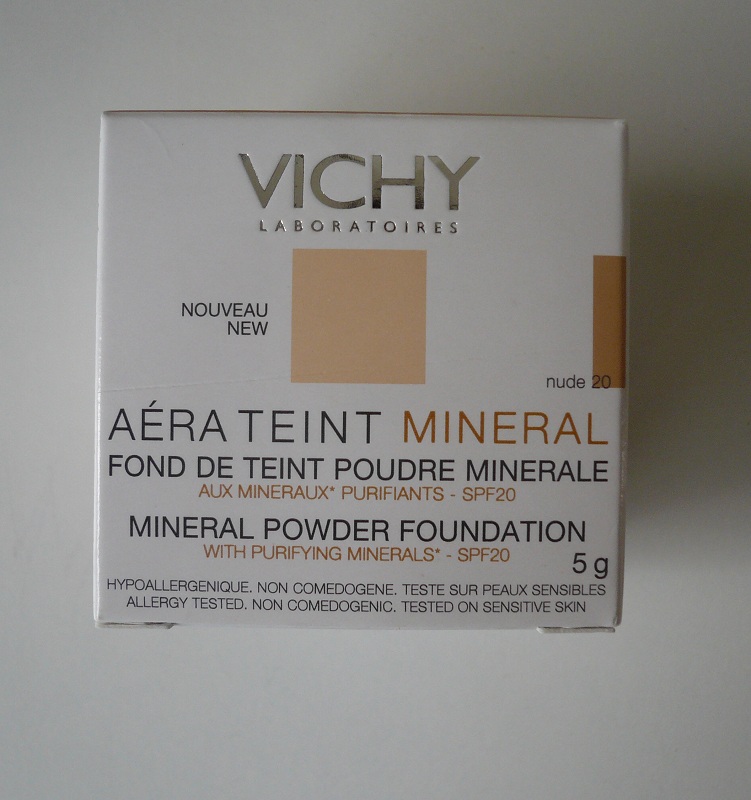 VICHY
LABORATOIRES
NOUVEAU
NEW
nude 20
AÉRA TEINT MINERAL
FOND DE TEINT POUDRE MINERALE
AUX MINERAUX* PURIFIANTS - SPF20
MINERAL POWDER FOUNDATION
WITH PURIFYING MINERALS* - SPF20
5 g
HYPOALLERGENIQUE. NON COMEDOGENE. TESTE SUR PEAUX SENSIBLES
ALLERGY TESTED. NON COMEDOGENIC. TESTED ON SENSITIVE SKIN